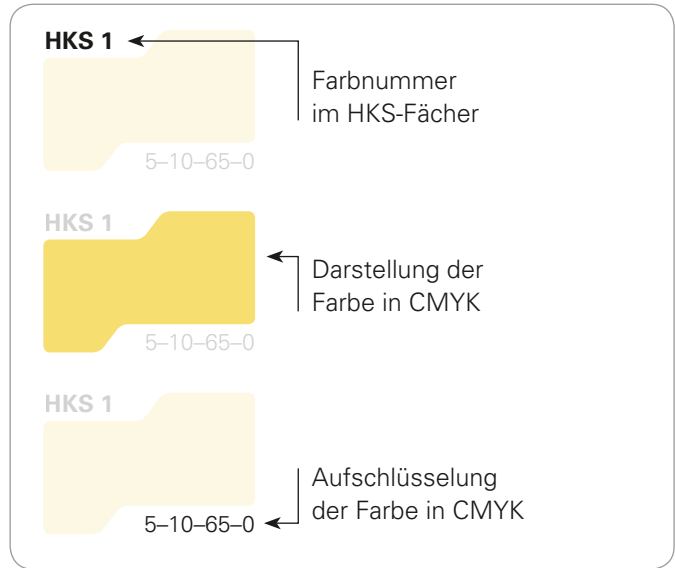 HKS 1
Farbnummer
im HKS-Fächer
5–10–65–0
HKS 1
Darstellung der
Farbe in CMYK
5–10–65–0
HKS 1
Aufschlüsselung
der Farbe in CMYK
5–10–65–0